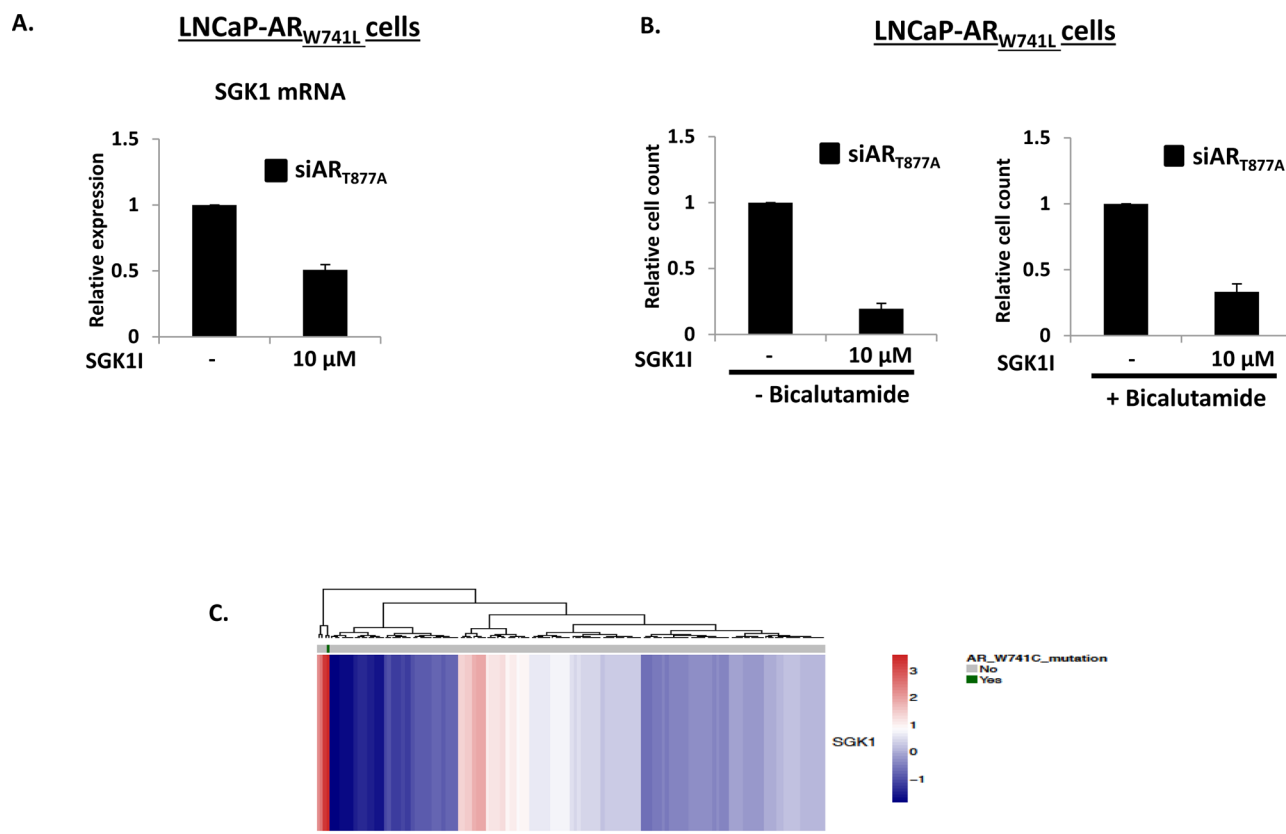 A.
LNCaP-ARW741L cells
SGK1 mRNA
Relative expression
1.5
1
0.5
0
siART877A
SGK1I
-
10 µM
B.
LNCaP-ARW741L cells
Relative cell count
1.5
1
0.5
0
siART877A
SGK1I
-
10 µM
- Bicalutamide
Relative cell count
1.5
1
0.5
0
siART877A
SGK1I
-
10 µM
+ Bicalutamide
C.
SGK1
3
2
1
0
−1
AR_W741C_mutation
No
Yes